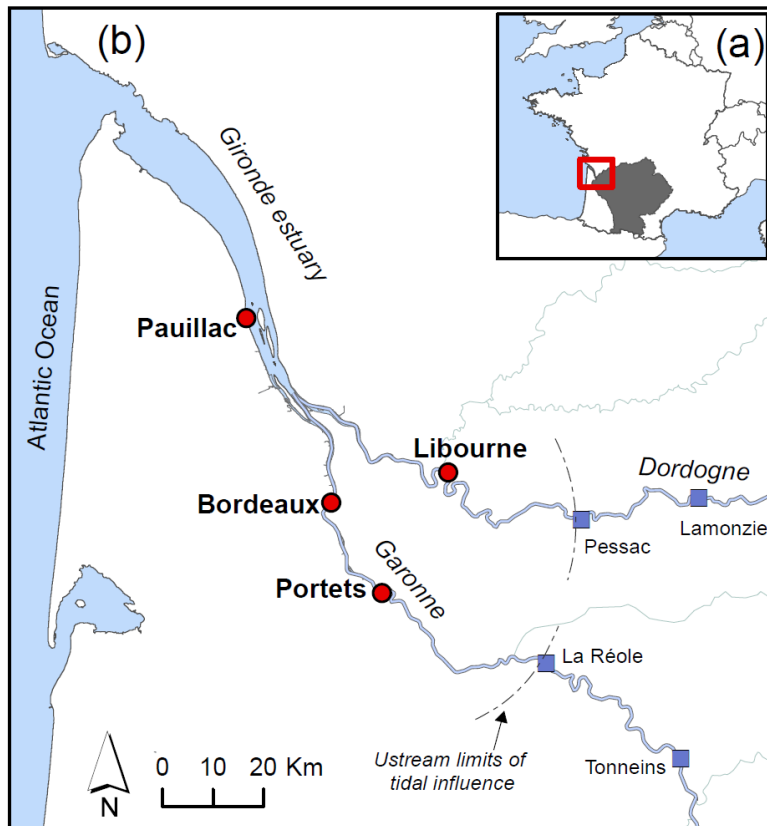 (b)
(a)
Gironde estuary
Pauillac
Atlantic Ocean
Libourne
Dordogne
Bordeaux
Lamonzie
Pessac
Garonne
Portets
La Réole
Ustream limits of
tidal influence
Tonneins
0 10 20 Km
N